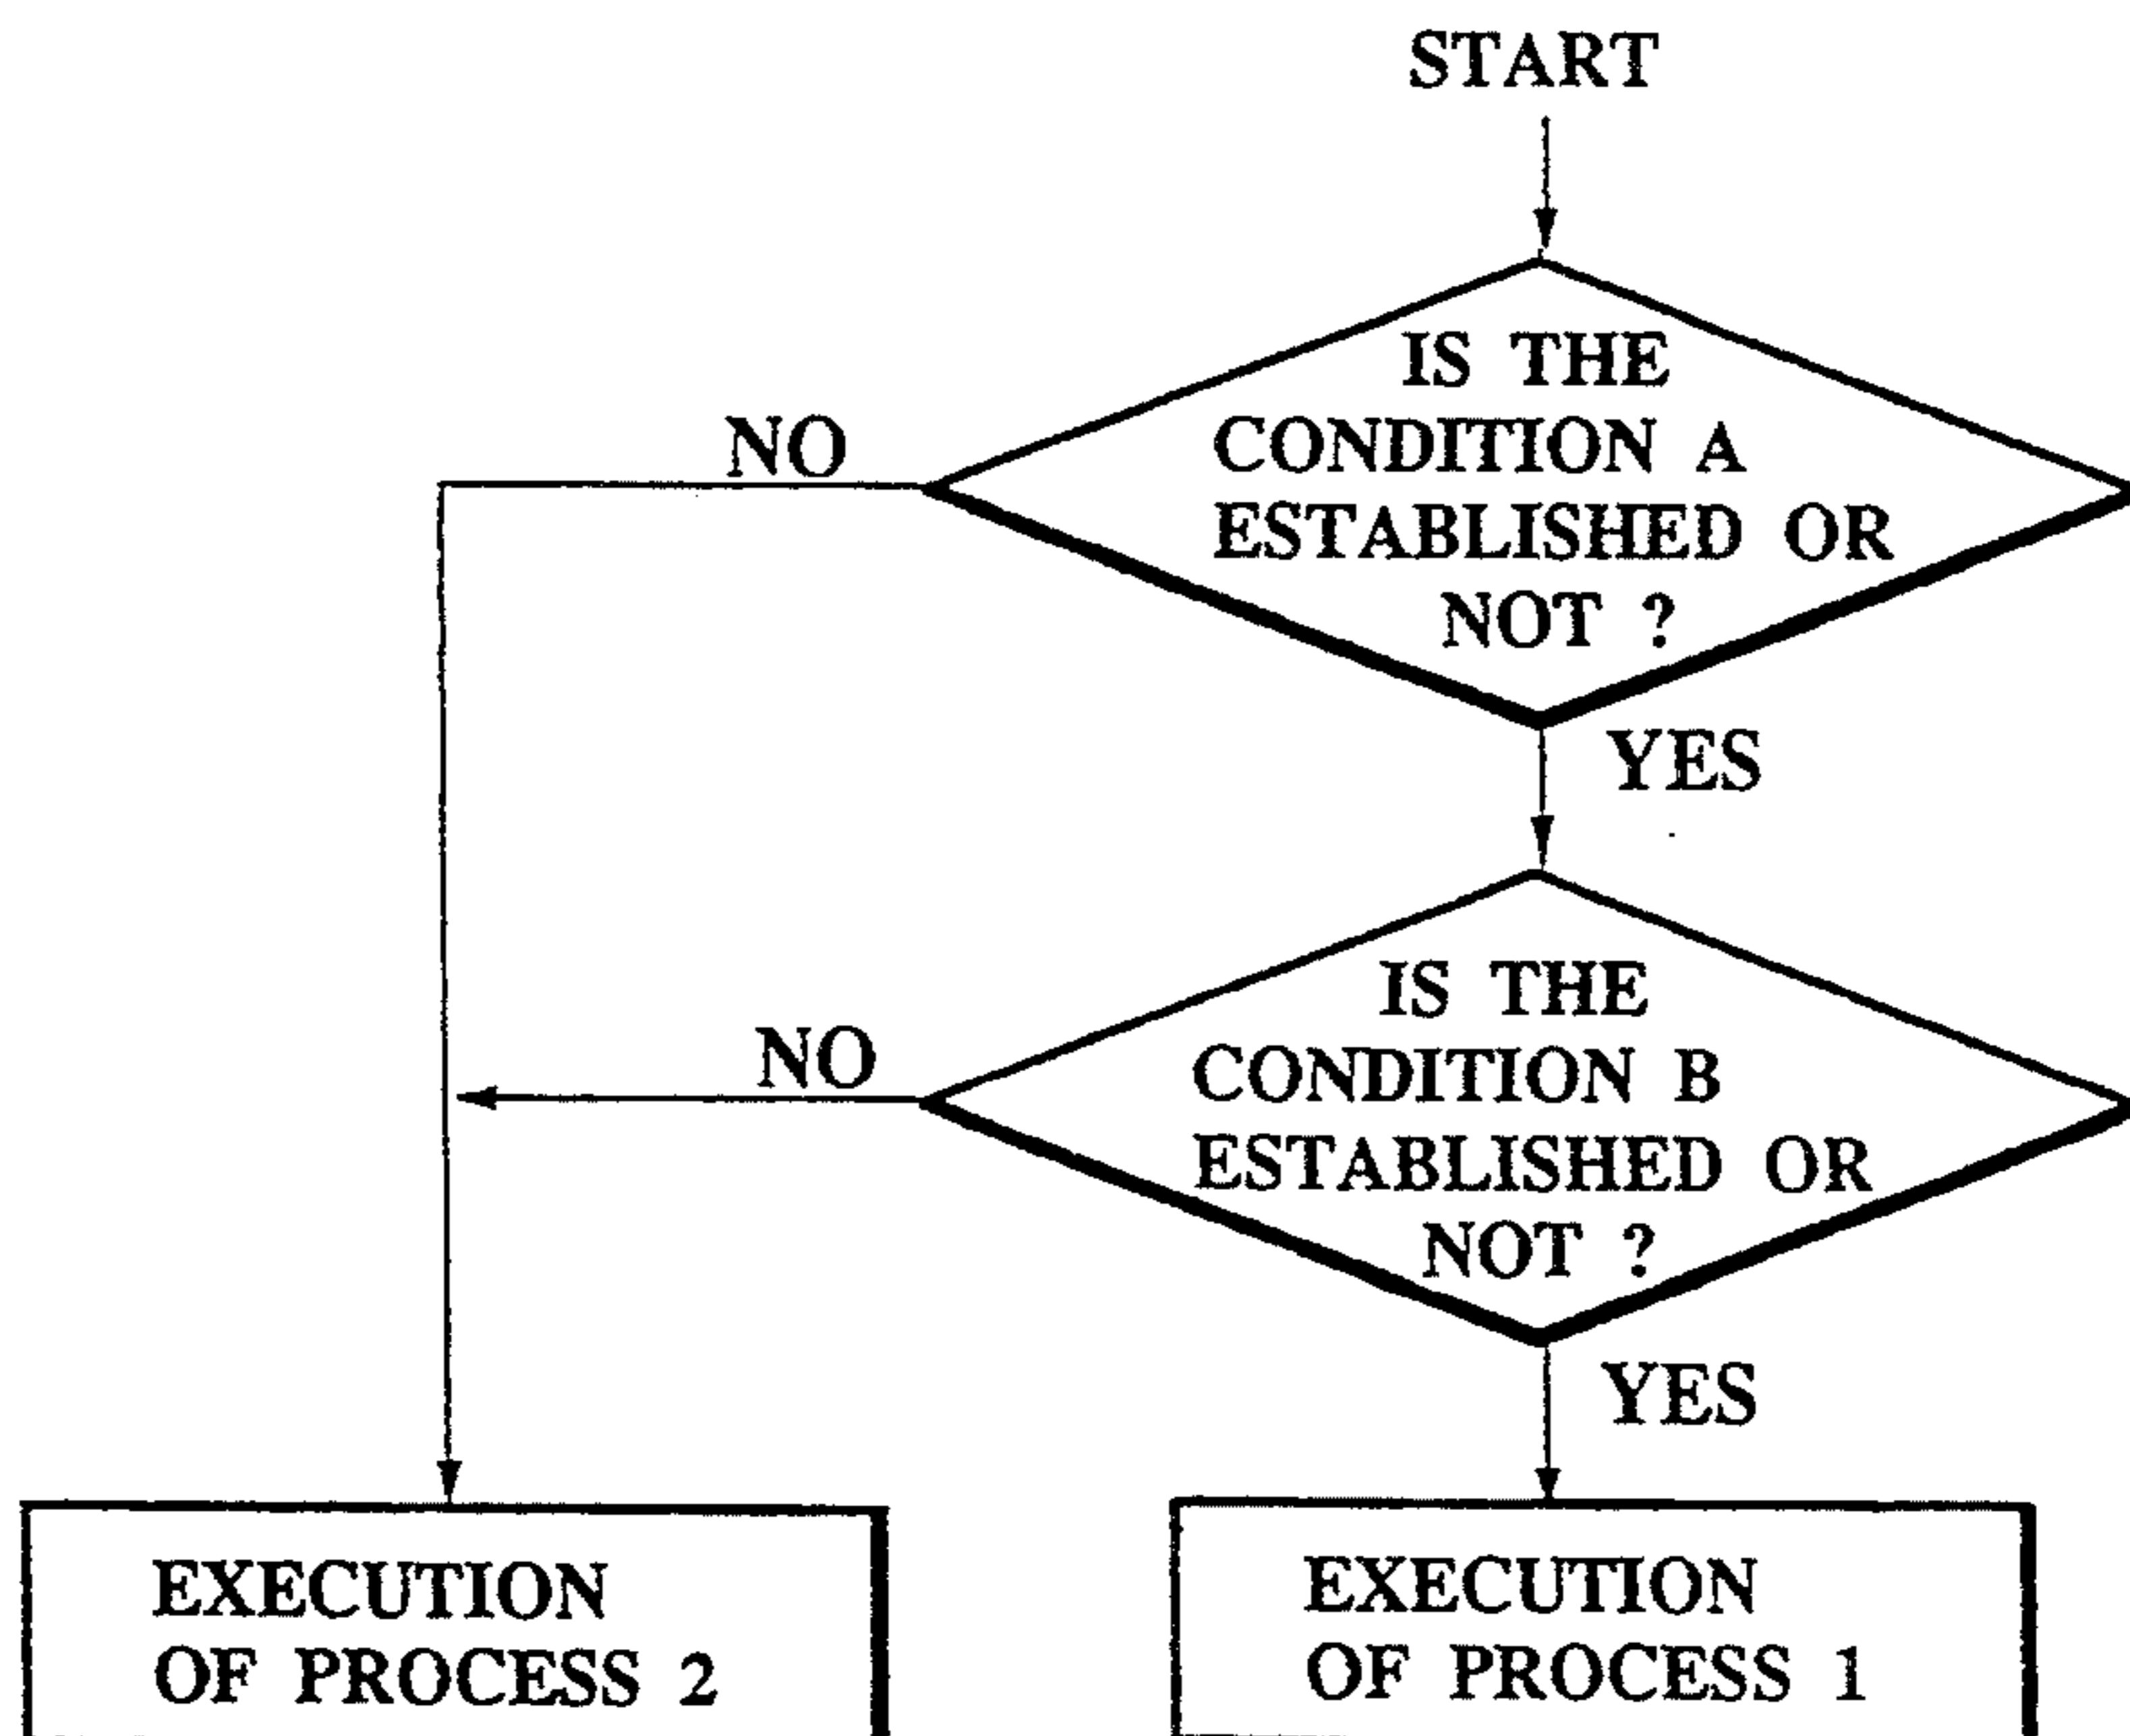 START
IS THE
CONDITION A
ESTABLISHED OR
NOT ?
NO
YES
IS THE
CONDITION B
ESTABLISHED OR
NOT ?
NO
YES
EXECUTION
OF PROCESS 2
EXECUTION
OF PROCESS 1